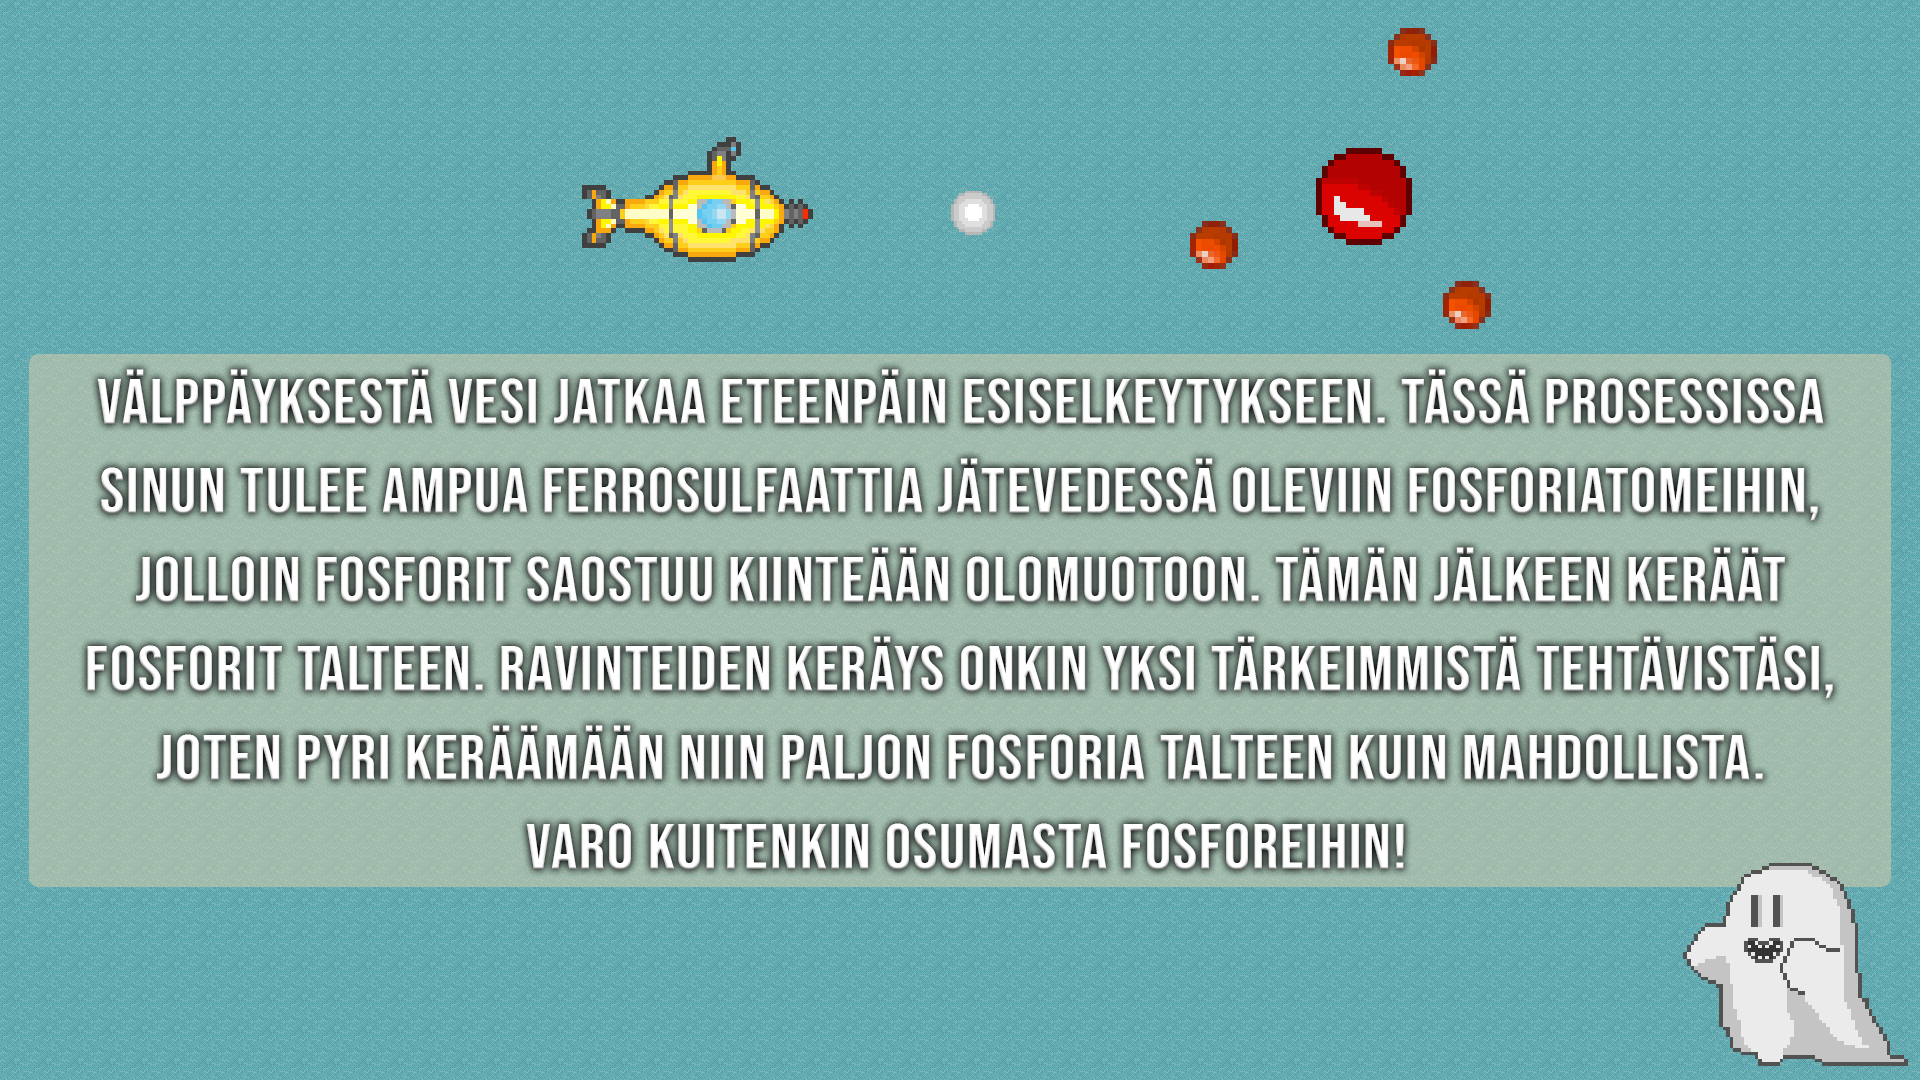 VÄLPPÄYKSESTÄ VESI JATKAA ETEENPÄIN ESISELKEYTYKSEEN. TÄSSÄ PROSESSISSA
SINUN TULEE AMPUA FERROSULFAATTIA JÄTEVEDESSÄ OLEVIIN FOSFORIATOMEIHIN,
JOLLOIN FOSFORIT SAOSTUU KIINTEÄÄN OLOMUOTOON. TÄMÄN JÄLKEEN KERÄÄT
FOSFORIT TALTEEN. RAVINTEIDEN KERÄYS ONKIN YKSI TÄRKEIMMISTÄ TEHTÄVISTÄSI,
JOTEN PYRI KERÄÄMÄÄN NIIN PALJON FOSFORIA TALTEEN KUIN MAHDOLLISTA.
VARO KUITENKIN OSUMASTA FOSFOREIHIN!